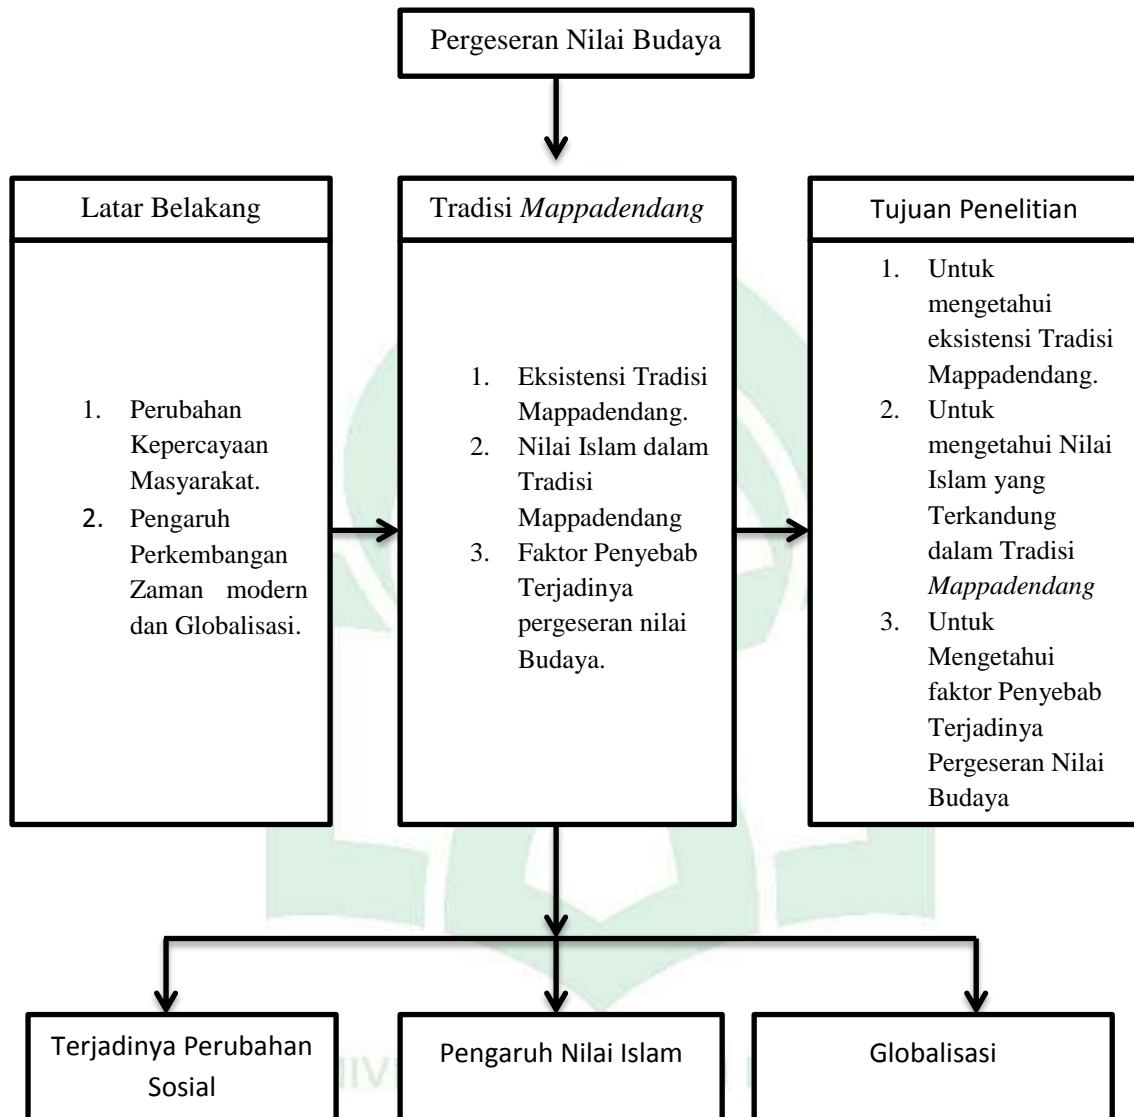 Pergeseran Nilai Budaya
Latar Belakang
1. Perubahan
Kepercayaan
Masyarakat.
2. Pengaruh
Perkembangan
Zaman modern
dan Globalisasi.
Tradisi Mappadendang
1. Eksistensi Tradisi
Mappadendang.
2. Nilai Islam dalam
Tradisi
Mappadendang
3. Faktor Penyebab
Terjadinya
pergeseran nilai
Budaya.
Tujuan Penelitian
1. Untuk
mengetahui
eksistensi Tradisi
Mappadendang.
2. Untuk
mengetahui Nilai
Islam yang
Terkandung
dalam Tradisi
Mappadendang
3. Untuk
Mengetahui
faktor Penyebab
Terjadinya
Pergeseran Nilai
Budaya
Terjadinya Perubahan
Sosial
Pengaruh Nilai Islam
Globalisasi